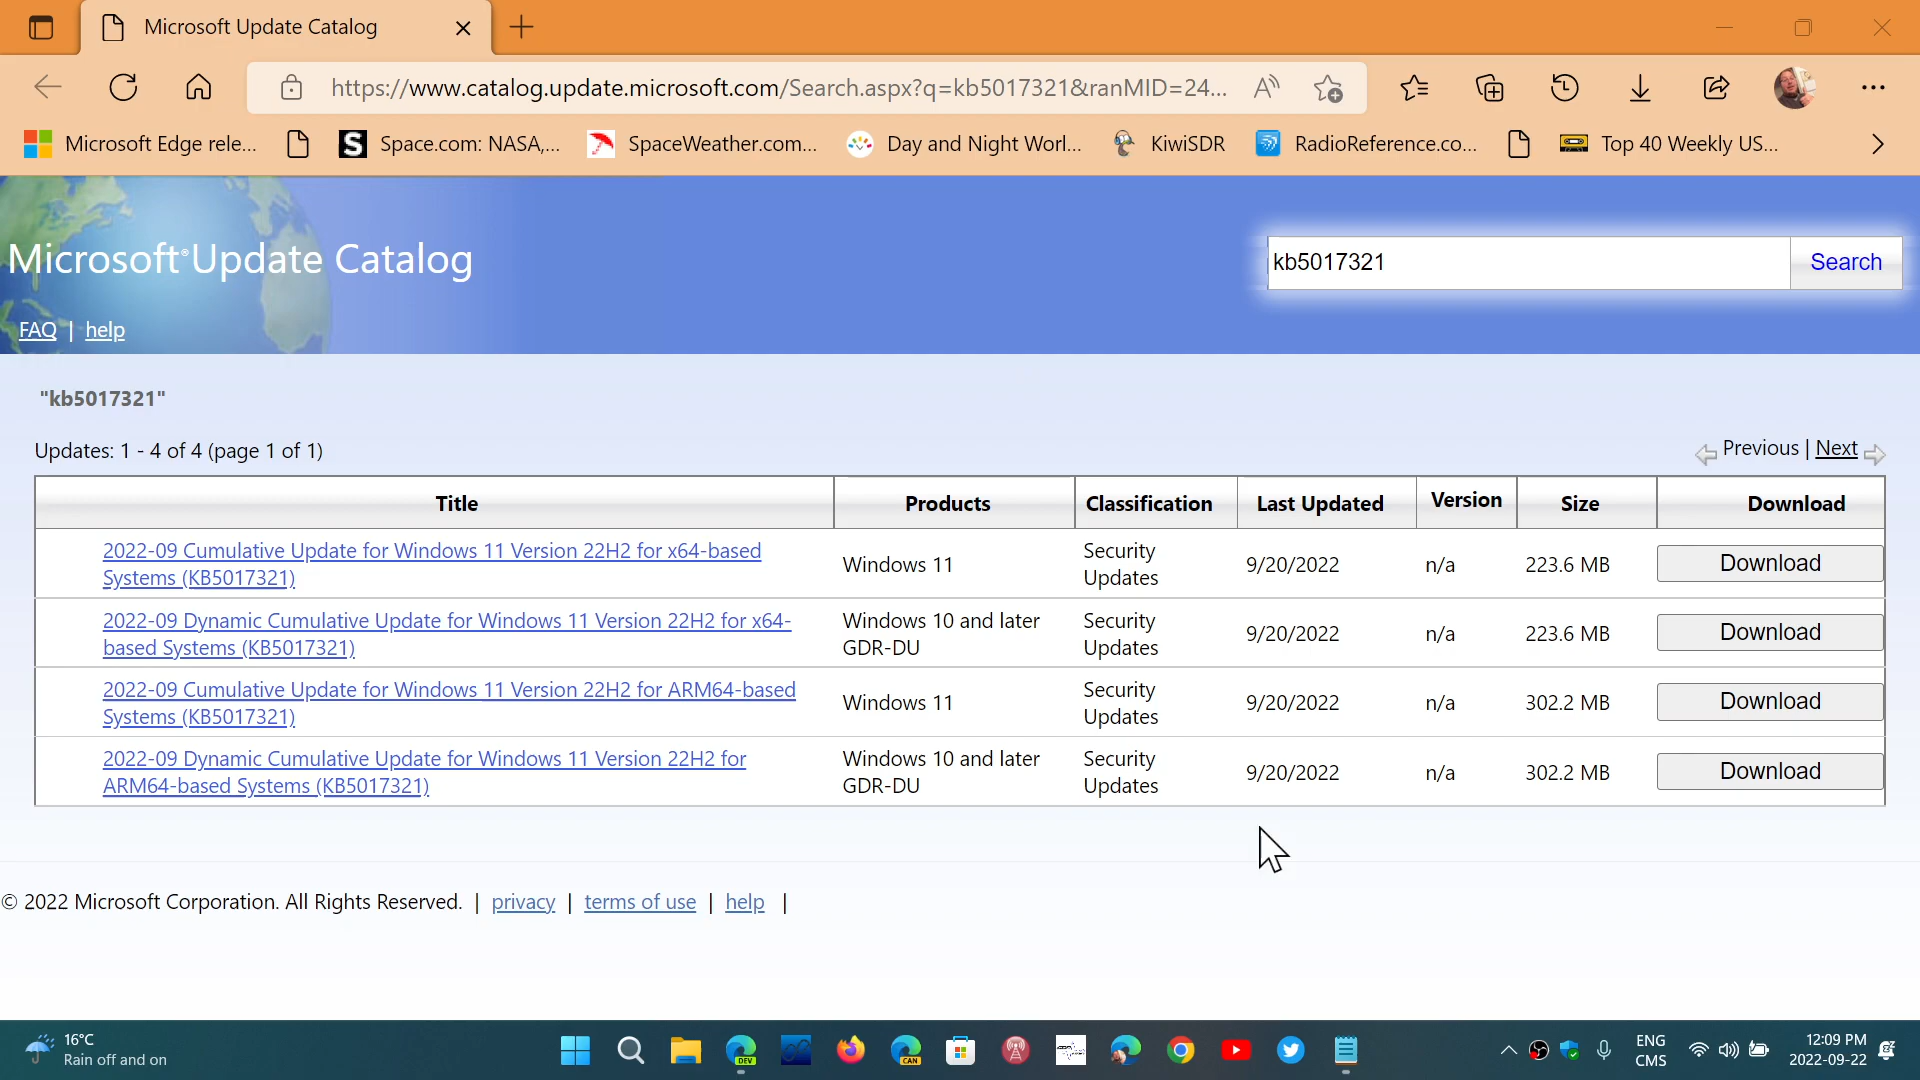 Microsoft Update Catalog
https://www.catalog.update.microsoft.com/Search.aspx?q=kb5017321&ranMID=24...
Microsoft Edge rele...
Space.com: NASA,...
SpaceWeather.com...
Day and Night Worl...
KiwiSDR
RadioReference.co...
Top 40 Weekly US...
Microsoft® Update Catalog
kb5017321
Search
FAQ | help
"kb5017321"
Updates: 1 - 4 of 4 (page 1 of 1)
Previous | Next
Title Products Classification Last Updated Version Size Download
2022-09 Cumulative Update for Windows 11 Version 22H2 for x64-based
Systems (KB5017321)
Windows 11
Security
Updates
9/20/2022
n/a
223.6 MB
Download
2022-09 Dynamic Cumulative Update for Windows 11 Version 22H2 for x64-
based Systems (KB5017321)
Windows 10 and later
GDR-DU
Security
Updates
9/20/2022
n/a
223.6 MB
Download
2022-09 Cumulative Update for Windows 11 Version 22H2 for ARM64-based
Systems (KB5017321)
Windows 11
Security
Updates
9/20/2022
n/a
302.2 MB
Download
2022-09 Dynamic Cumulative Update for Windows 11 Version 22H2 for
ARM64-based Systems (KB5017321)
Windows 10 and later
GDR-DU
Security
Updates
9/20/2022
n/a
302.2 MB
Download
© 2022 Microsoft Corporation. All Rights Reserved. | privacy | terms of use | help |
16°C
Rain off and on
DEV
CAN
ENG
CMS
12:09 PM
2022-09-22